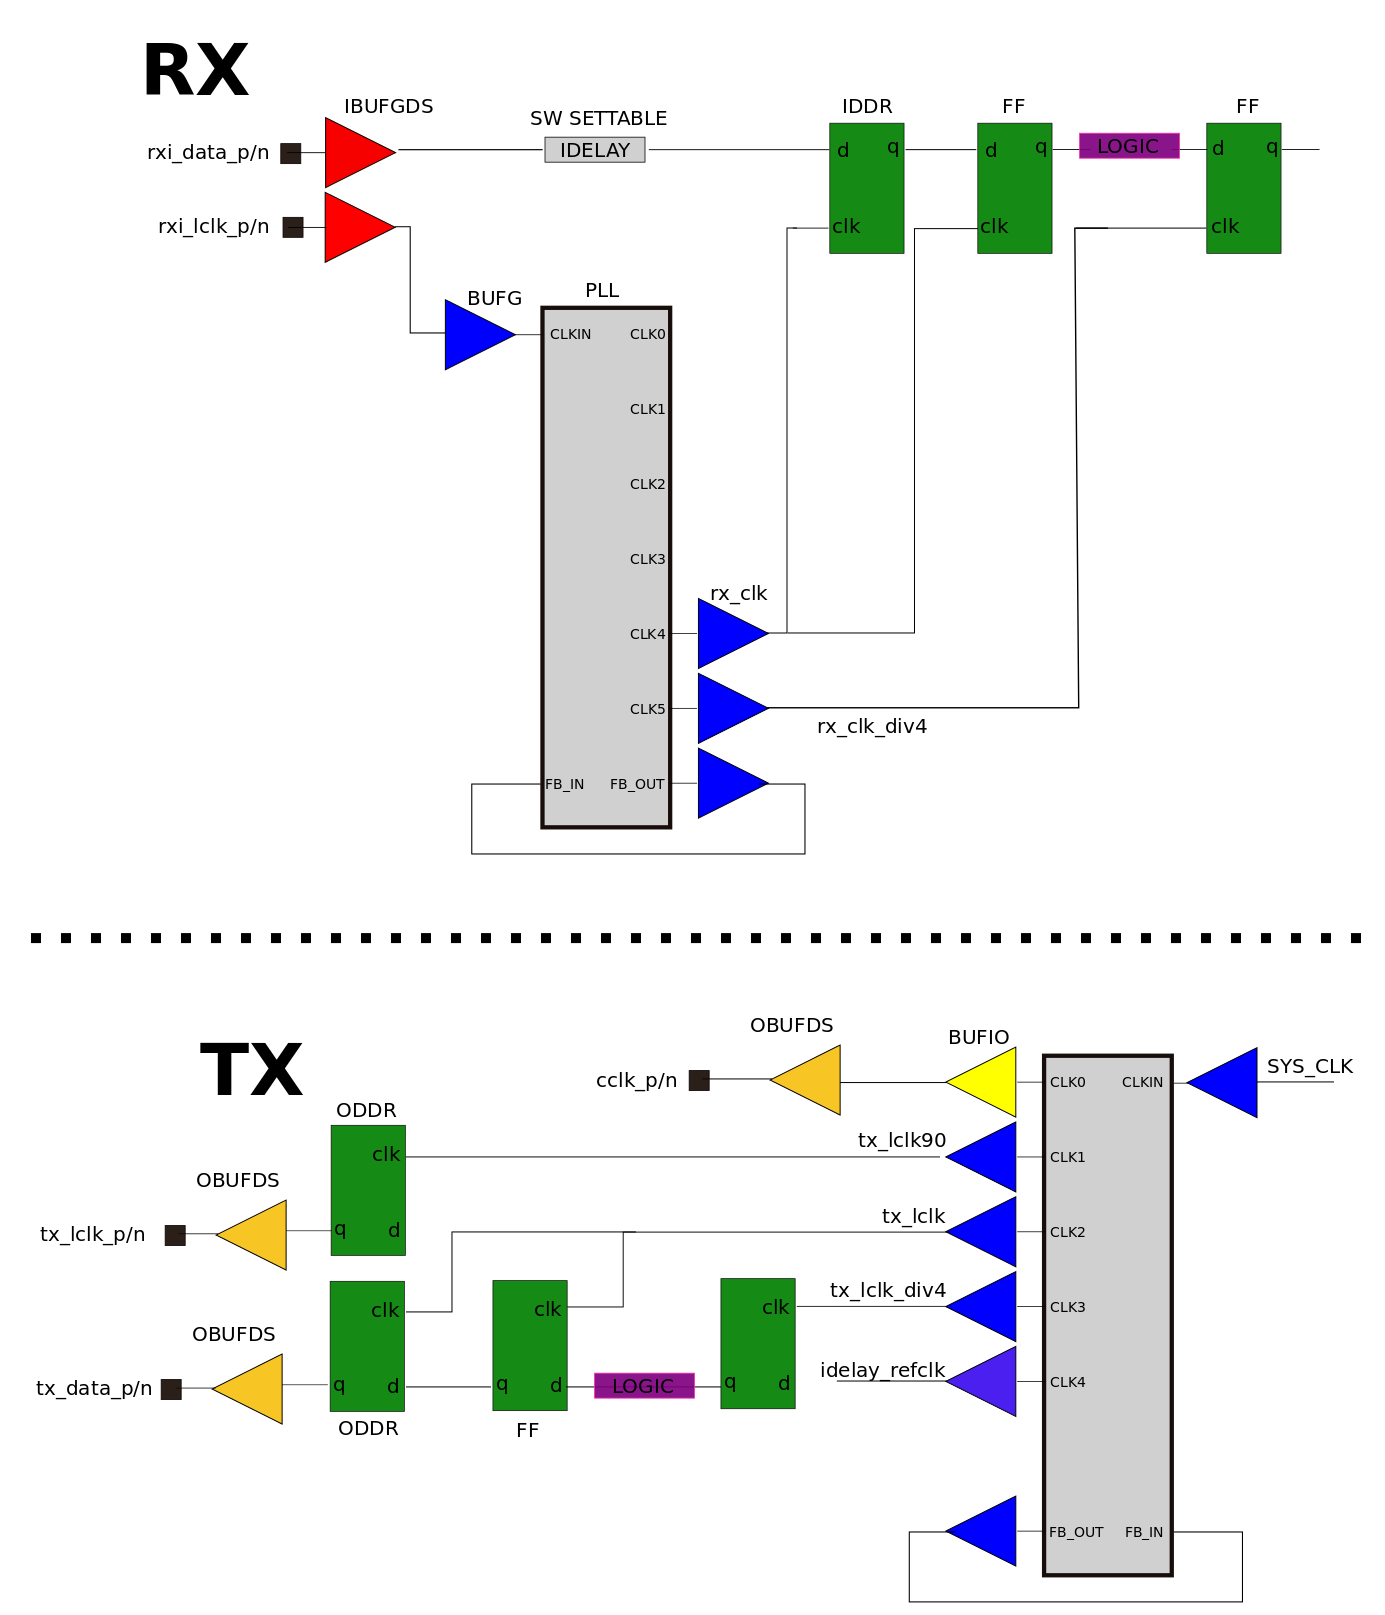 RX
IBUFGDS
SW SETTABLE
IDDR
FF
FF
rxi_data_p/n
IDELAY
d
q
d
q
LOGIC
d
q
rxi_lclk_p/n
clk
clk
clk
BUFG
PLL
CLKIN
CLK0
CLK1
CLK2
CLK3
rx_clk
CLK4
CLK5
rx_clk_div4
FB_IN
FB_OUT
TX
OBUFDS
BUFIO
SYS_CLK
cclk_p/n
CLK0
CLKIN
ODDR
tx_lclk90
clk
CLK1
OBUFDS
tx_lclk
tx_lclk_p/n
q
d
CLK2
tx_lclk_div4
clk
clk
clk
CLK3
OBUFDS
idelay_refclk
CLK4
tx_data_p/n
q
d
q
d
LOGIC
q
d
ODDR
FF
FB_OUT
FB_IN